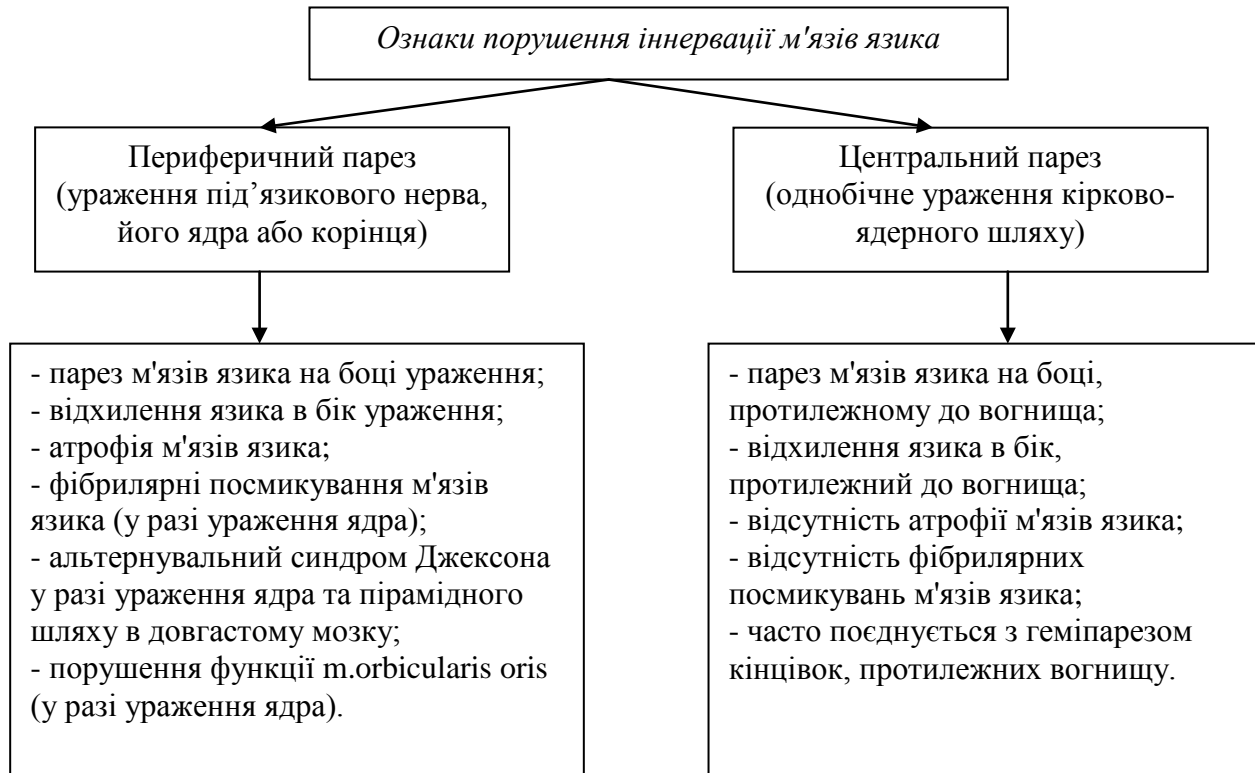 Ознаки порушення іннервації м'язів язика
Периферичний парез
(ураження під’язикового нерва,
його ядра або корінця)
Центральний парез
(однобічне ураження кірково-
ядерного шляху)
- парез м'язів язика на боці ураження;
- відхилення язика в бік ураження;
- атрофія м'язів язика;
- фібрилярні посмикування м'язів
язика (у разі ураження ядра);
- альтернувальний синдром Джексона
у разі ураження ядра та пірамідного
шляху в довгастому мозку;
- порушення функції m.orbicularis oris
(у разі ураження ядра).
- парез м'язів язика на боці,
протилежному до вогнища;
- відхилення язика в бік,
протилежний до вогнища;
- відсутність атрофії м'язів язика;
- відсутність фібрилярних
посмикувань м'язів язика;
- часто поєднується з геміпарезом
кінцівок, протилежних вогнищу.